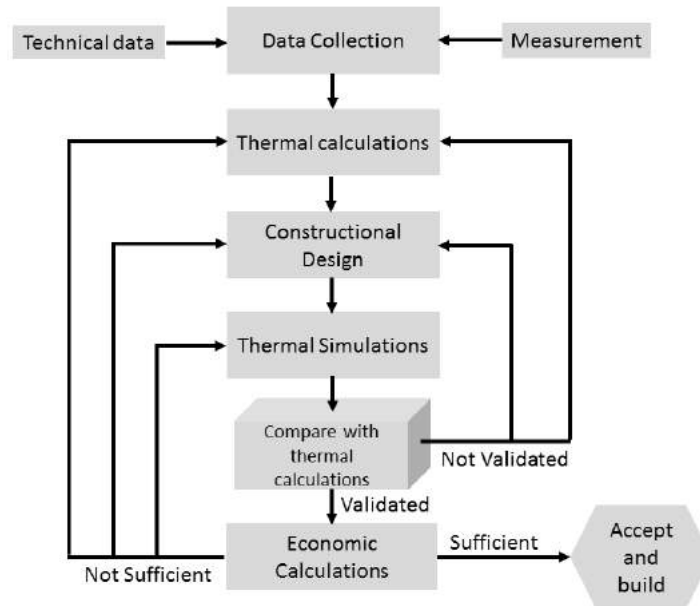 Technical data
Data Collection
Measurement
Thermal calculations
Constructional
Design
Thermal Simulations
Compare with
thermal
calculations
Not Validated
Validated
Economic
Calculations
Not Sufficient
Sufficient
Accept
and
build